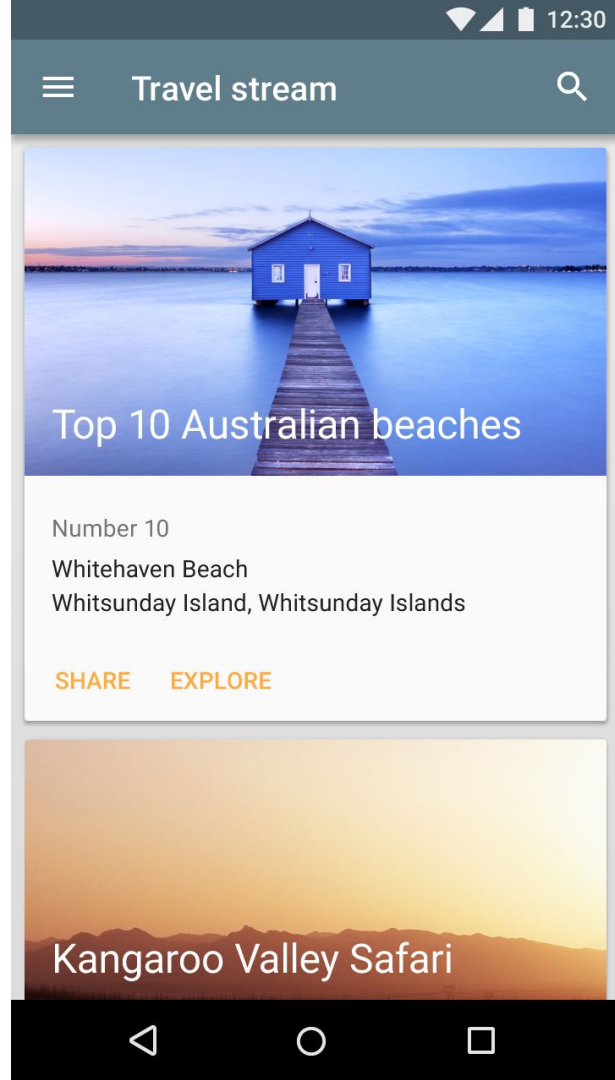 12:30
Travel stream
Top 10 Australian beaches
Number 10
Whitehaven Beach
Whitsunday Island, Whitsunday Islands
SHARE EXPLORE
Kangaroo Valley Safari